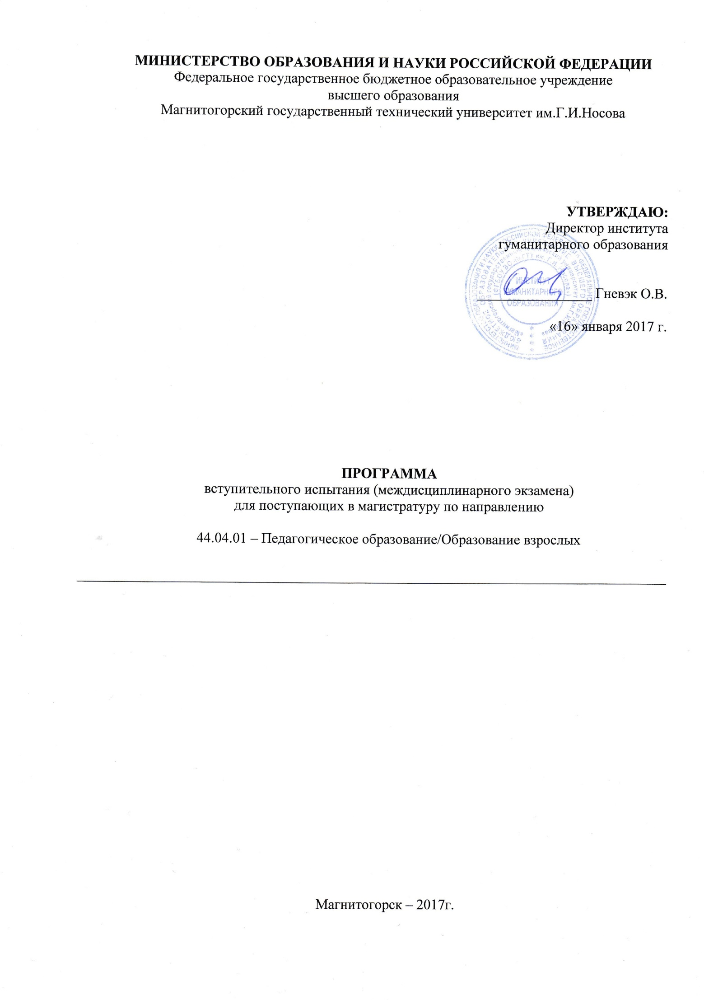 МИНИСТЕРСТВО ОБРАЗОВАНИЯ И НАУКИ РОССИЙСКОЙ ФЕДЕРАЦИИ
Федеральное государственное бюджетное образовательное учреждение
высшего образования
Магнитогорский государственный технический университет им.Г.И.Носова
УТВЕРЖДАЮ:
Директор института
гуманитарного образования
ИНСТИТУТ
ГУМАНИТАРНОГО
ОБРАЗОВАНИЯ
Гневэк О.В.
«16» января 2017 г.
ПРОГРАММА
вступительного испытания (междисциплинарного экзамена)
для поступающих в магистратуру по направлению
44.04.01 – Педагогическое образование/Образование взрослых
Магнитогорск – 2017г.